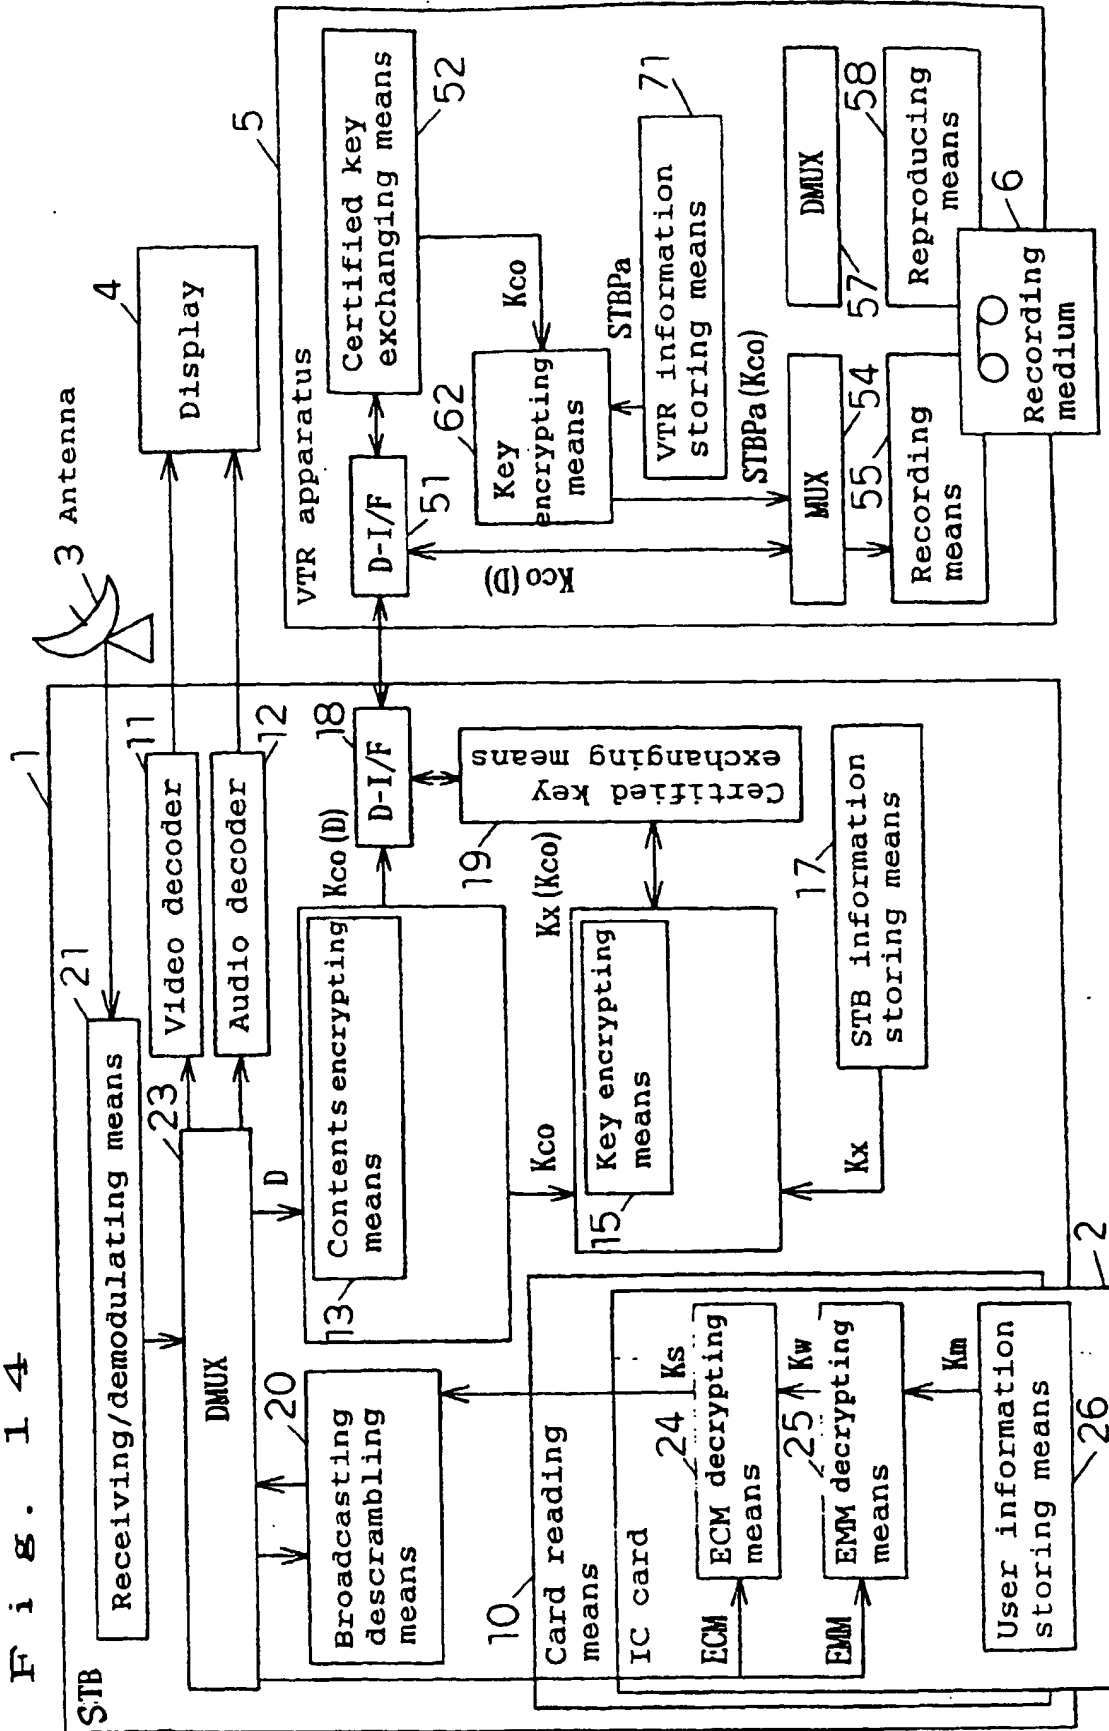 Fig. 14
STB
1
21
Receiving/demodulating means
3 Antenna
4
Display
23
DMUX
11
Video decoder
12
Audio decoder
D
20
Broadcasting
descrambling
means
13
Contents encrypting
means
Kco(D)
18
D-I/F
19
Certified key
exchanging means
Kco
Kx(Kco)
15
Key encrypting
means
Kx
17
STB information
storing means
10
Card reading
means
IC card
2
Ks
ECM
24
ECM decrypting
means
Kw
EMM
25
EMM decrypting
means
Km
User information
storing means
26
5
VTR apparatus
51
D-I/F
Certified key
exchanging means
52
Kco
62
Key
encrypting
means
STBPa
71
VTR information
storing means
Kco(D)
STBPa(Kco)
MUX
54
DMUX
57
55
Recording
means
58
Reproducing
means
6
Recording
medium